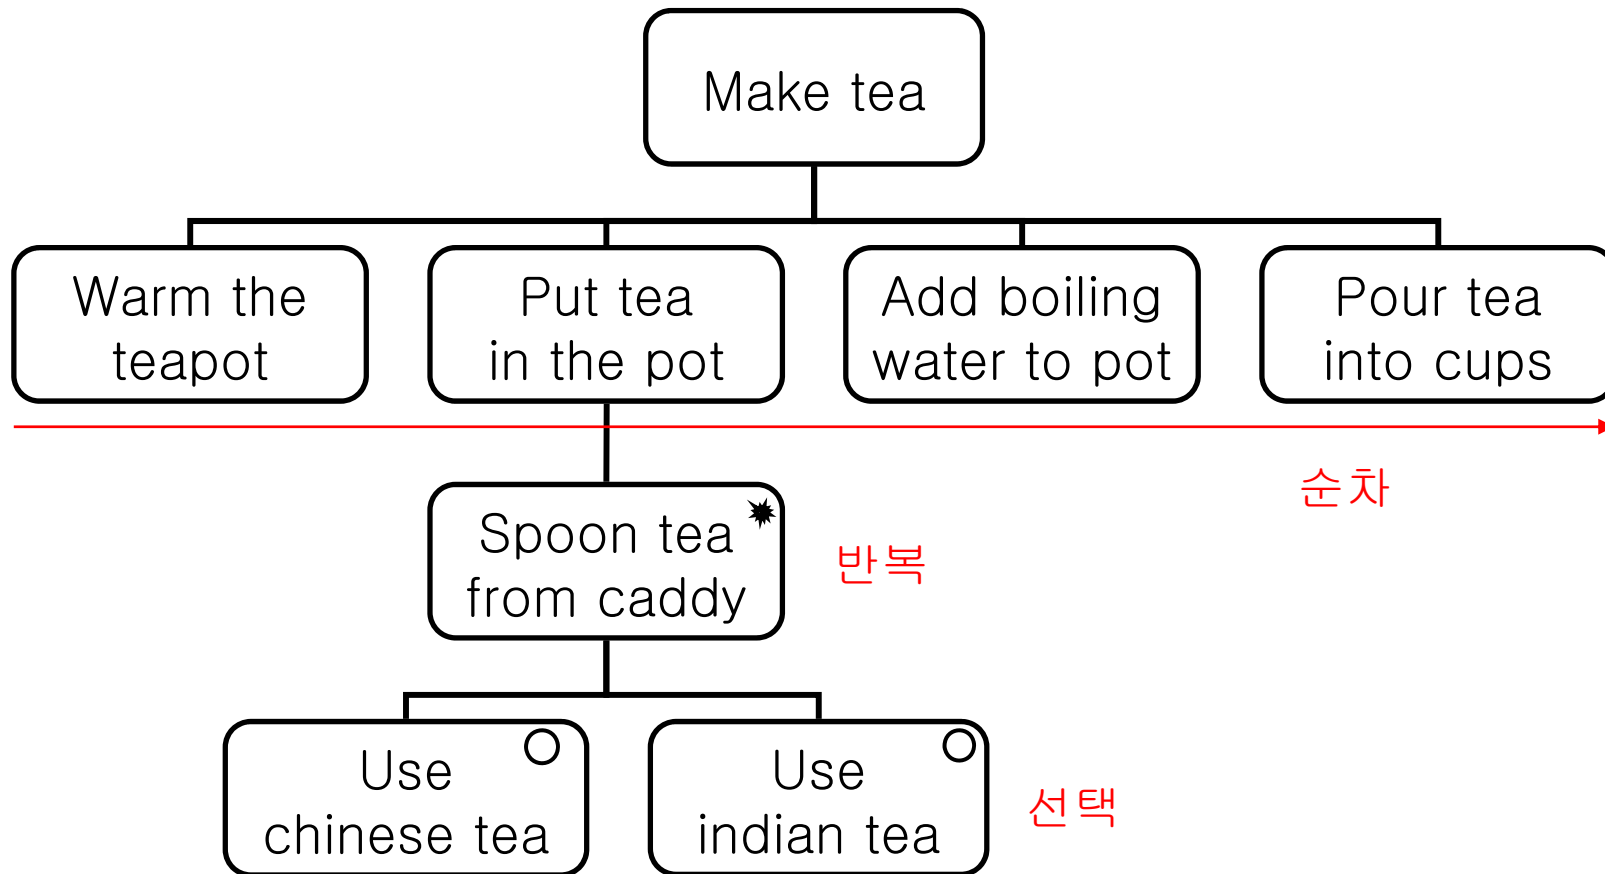 Make tea
Warm the
teapot
Put tea
in the pot
Add boiling
water to pot
Pour tea
into cups
순차
Spoon tea
from caddy
반복
Use
chinese tea
Use
indian tea
선택